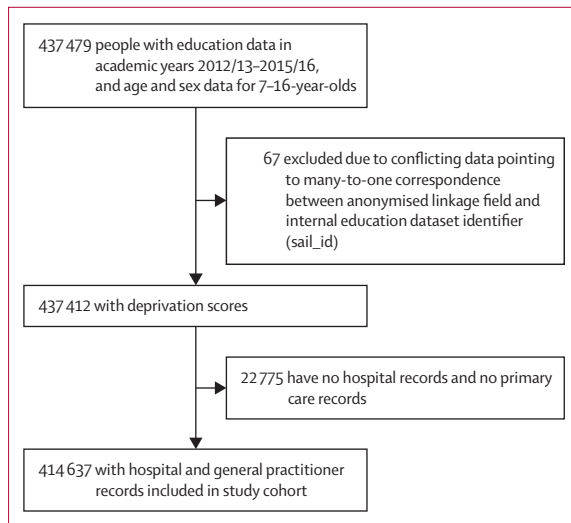 437 479 people with education data in
academic years 2012/13–2015/16,
and age and sex data for 7–16-year-olds
67 excluded due to conflicting data pointing
to many-to-one correspondence
between anonymised linkage field and
internal education dataset identifier
(sail_id)
437 412 with deprivation scores
22 775 have no hospital records and no primary
care records
414 637 with hospital and general practitioner
records included in study cohort